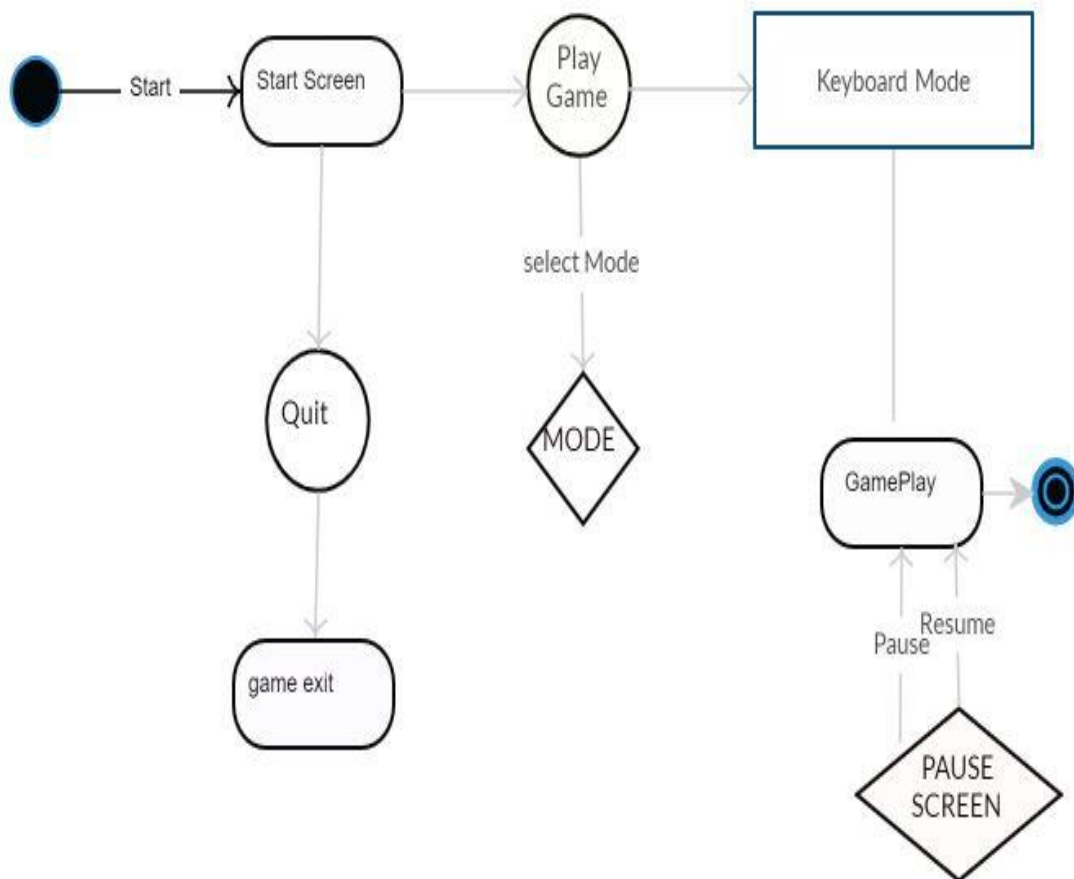 Start
Start Screen
Play
Game
Keyboard Mode
select Mode
Quit
MODE
GamePlay
Resume
Pause
game exit
PAUSE
SCREEN